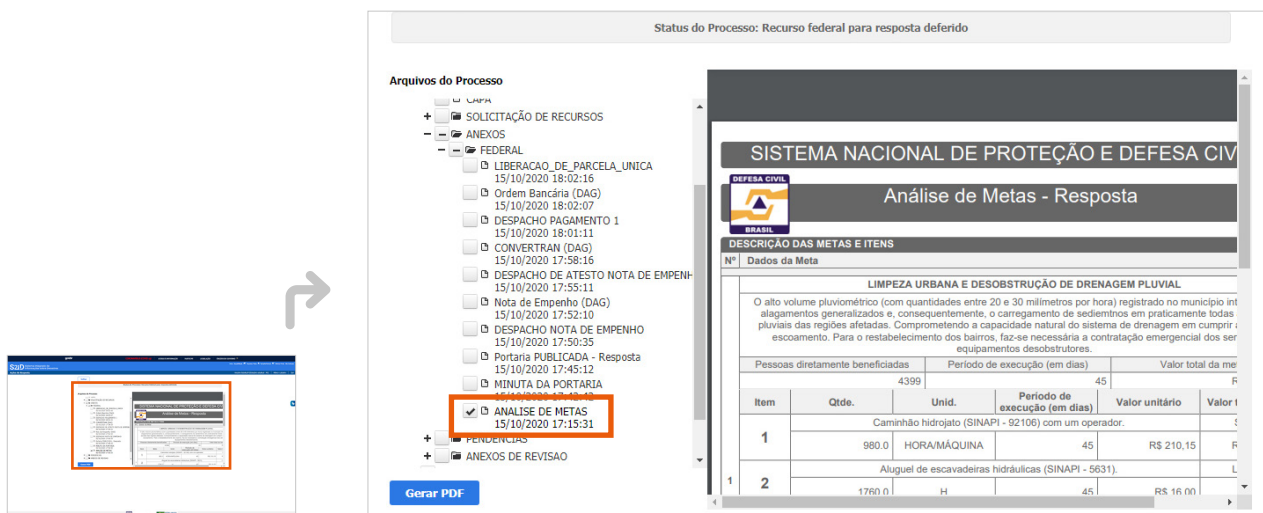 Status do Processo: Recurso federal para resposta deferido
Arquivos do Processo
CAPA
SOLICITAÇÃO DE RECURSOS
ANEXOS
FEDERAL
LIBERACAO_DE_PARCELA_UNICA
15/10/2020 18:02:16
Ordem Bancária (DAG)
15/10/2020 18:02:07
DESPACHO PAGAMENTO 1
15/10/2020 18:01:11
CONVERTRAN (DAG)
15/10/2020 17:58:16
DESPACHO DE ATESTO NOTA DE EMPENH
15/10/2020 17:55:11
Nota de Empenho (DAG)
15/10/2020 17:52:10
DESPACHO NOTA DE EMPENHO
15/10/2020 17:50:35
Portaria PUBLICADA - Resposta
15/10/2020 17:45:12
MINUTA DA PORTARIA
15/10/2020 17:42:42
ANALISE DE METAS
15/10/2020 17:15:31
PENDENCIAS
ANEXOS DE REVISAO
Gerar PDF
SISTEMA NACIONAL DE PROTEÇÃO E DEFESA CIV
DEFESA CIVIL
BRASIL
Análise de Metas - Resposta
DESCRIÇÃO DAS METAS E ITENS
Nº Dados da Meta
LIMPEZA URBANA E DESOBSTRUÇÃO DE DRENAGEM PLUVIAL
O alto volume pluviométrico (com quantidades entre 20 e 30 milímetros por hora) registrado no município int
alagamentos generalizados e, consequentemente, o carregamento de sediemtnos em praticamente todas
pluviais das regiões afetadas. Comprometendo a capacidade natural do sistema de drenagem em cumprir
escoamento. Para o restabelecimento dos bairros, faz-se necessária a contratação emergencial dos ser
equipamentos desobstrutores.
Pessoas diretamente beneficiadas Período de execução (em dias) Valor total da met
4399 45 R
Item Qtde. Unid. Período de execução (em dias) Valor unitário Valor t
Caminhão hidrojato (SINAPI - 92106) com um operador.
1 980.0 HORA/MÁQUINA 45 R$ 210,15 R
Aluguel de escavadeiras hidráulicas (SINAPI - 5631). L
1 2 1760.0 H 45 R$ 16,00
S2iD